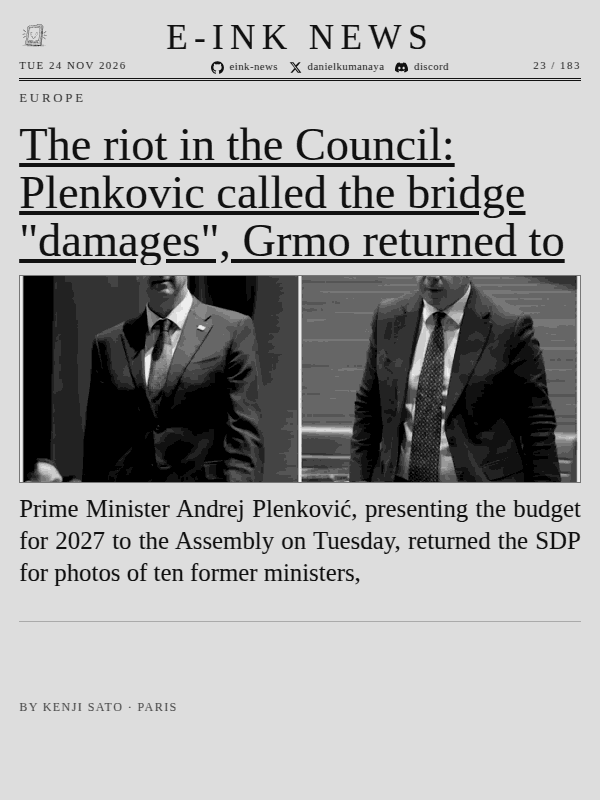 E-INK NEWS
TUE 24 NOV 2026
eink-news danielkumanaya discord
23 / 183
EUROPE
The riot in the Council:
Plenkovic called the bridge
"damages", Grmo returned to
Prime Minister Andrej Plenković, presenting the budget
for 2027 to the Assembly on Tuesday, returned the SDP
for photos of ten former ministers,
BY KENJI SATO · PARIS